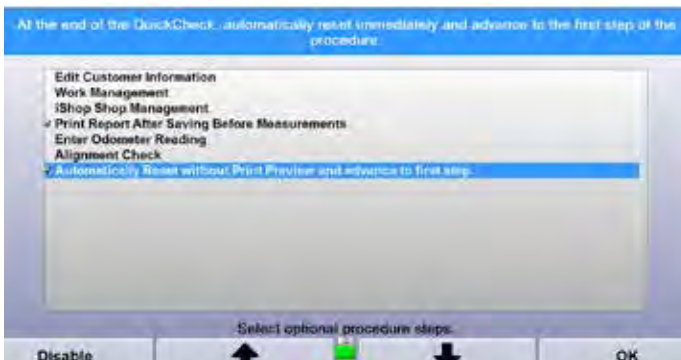 At the end of the QuickCheck, automatically reset immediately and advance to the first step of the
procedure.
Edit Customer Information
Work Management
iShop Shop Management
✓ Print Report After Saving Before Measurements
Enter Odometer Reading
Alignment Check
✓ Automatically Reset without Print Preview and advance to first step.
Select optional procedure steps.
Disable
OK